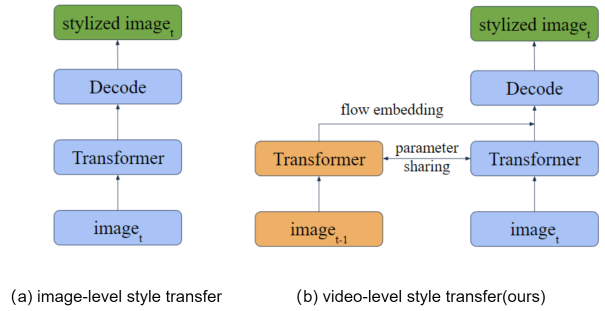 stylized image_t
Decode
Transformer
image_t
(a) image-level style transfer
stylized image_t
Decode
flow embedding
Transformer
parameter
sharing
Transformer
image_t-1
image_t
(b) video-level style transfer(ours)